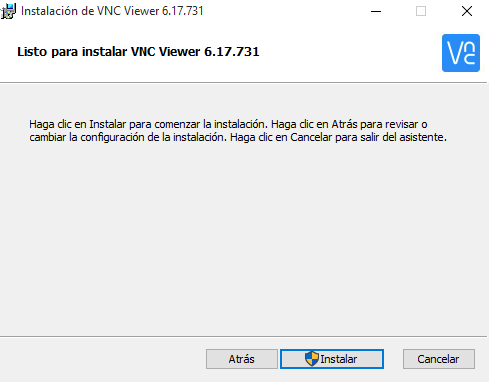 Instalación de VNC Viewer 6.17.731
Listo para instalar VNC Viewer 6.17.731
Haga clic en Instalar para comenzar la instalación. Haga clic en Atrás para revisar o
cambiar la configuración de la instalación. Haga clic en Cancelar para salir del asistente.
Atrás
Instalar
Cancelar